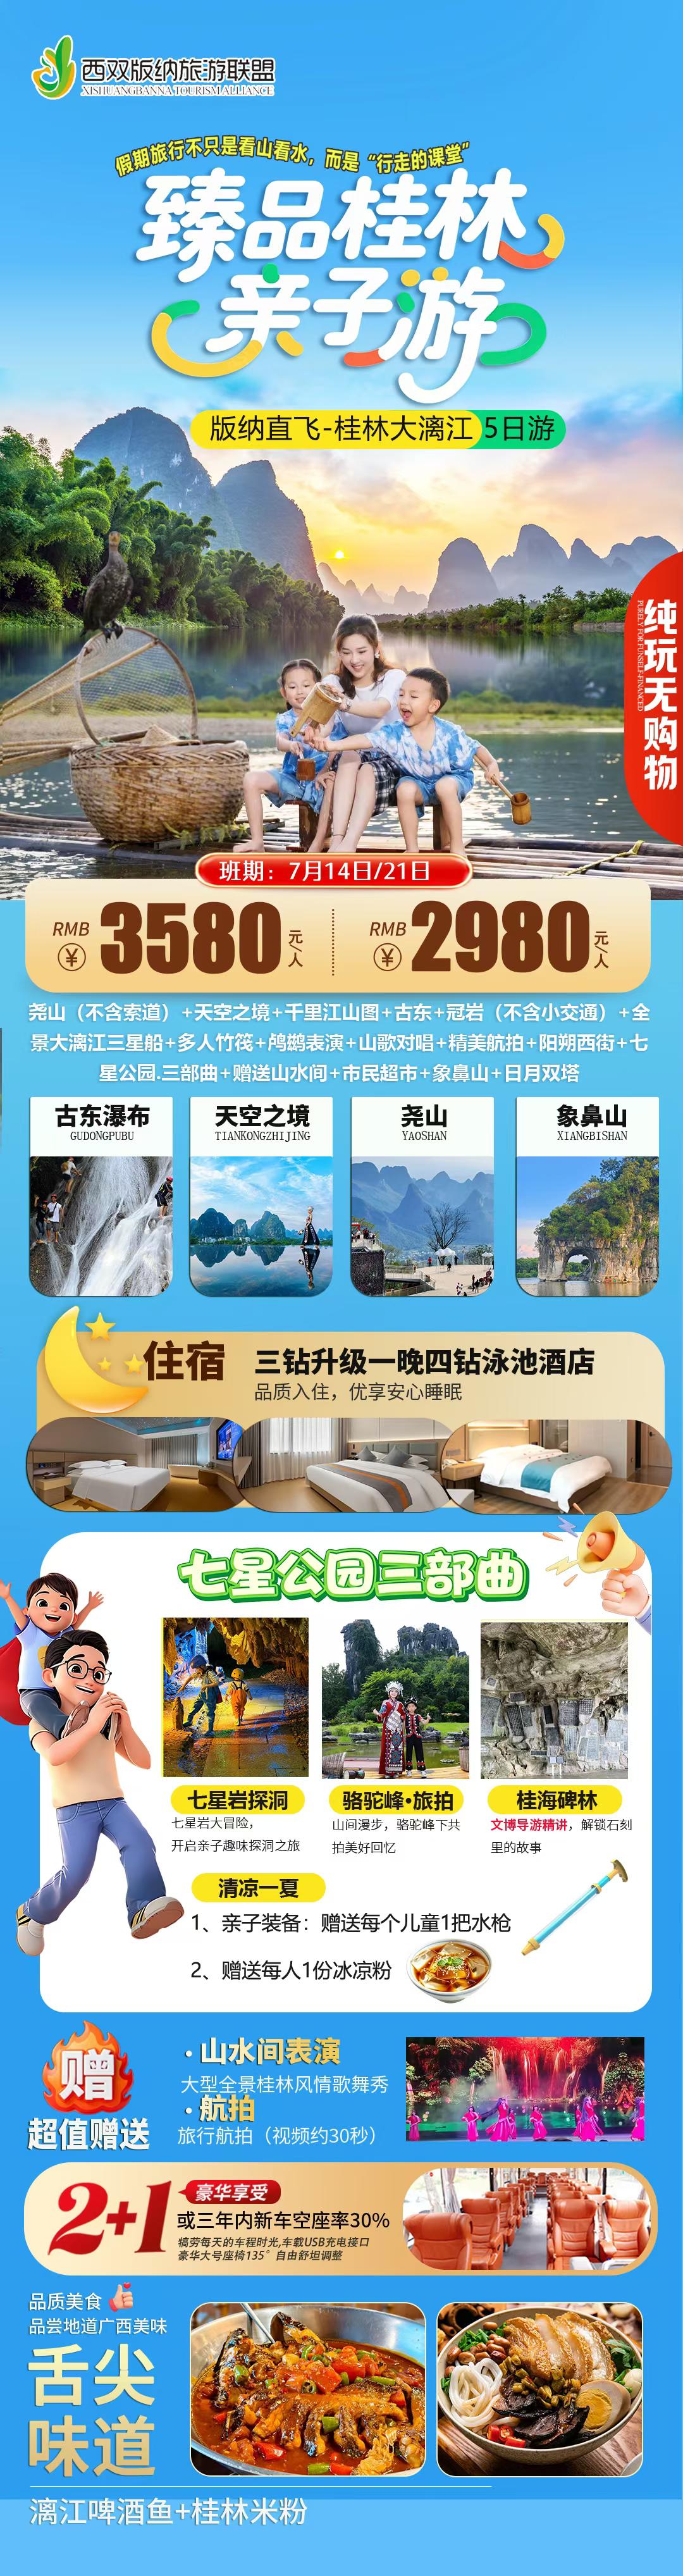 西双版纳旅游联盟
XISHUANGBANNA TOURISM ALLIANCE
假期旅行不只是看山看水，而是“行走的课堂”
臻品桂林
亲子游
版纳直飞-桂林大漓江 5日游
纯玩无购物
PURELY FOR FUNSELF-FINANCED
班期：7月14日/21日
RMB ¥ 3580 元/人
RMB ¥ 2980 元/人
尧山（不含索道）+天空之境+千里江山图+古东+冠岩（不含小交通）+全
景大漓江三星船+多人竹筏+鸬鹚表演+山歌对唱+精美航拍+阳朔西街+七
星公园.三部曲+赠送山水间+市民超市+象鼻山+日月双塔
古东瀑布
GUDONGPUBU
天空之境
TIANKONGZHIJING
尧山
YAOSHAN
象鼻山
XIANGBISHAN
住宿
三钻升级一晚四钻泳池酒店
品质入住，优享安心睡眠
七星公园三部曲
七星岩探洞
七星岩大冒险，
开启亲子趣味探洞之旅
骆驼峰·旅拍
山间漫步，骆驼峰下共
拍美好回忆
桂海碑林
文博导游精讲，解锁石刻
里的故事
清凉一夏
1、亲子装备：赠送每个儿童1把水枪
2、赠送每人1份冰凉粉
赠
超值赠送
·山水间表演
大型全景桂林风情歌舞秀
·航拍
旅行航拍（视频约30秒）
2+1
豪华享受
或三年内新车空座率30%
犒劳每天的车程时光,车载USB充电接口
豪华大号座椅135°自由舒坦调整
品质美食
品尝地道广西美味
舌尖
味道
漓江啤酒鱼+桂林米粉